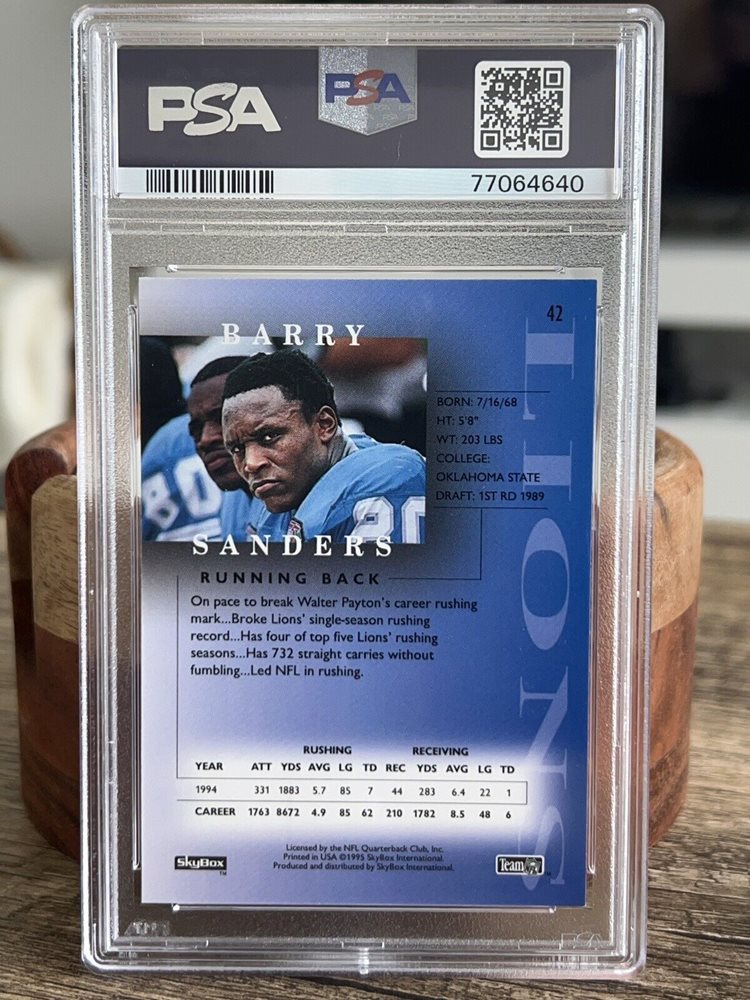 PSA
PSA
77064640
42
BARRY
LIONS
BORN: 7/16/68
HT: 5'8"
WT: 203 LBS
COLLEGE:
OKLAHOMA STATE
DRAFT: 1ST RD 1989
80
80
SANDERS
RUNNING BACK
On pace to break Walter Payton's career rushing
mark...Broke Lions' single-season rushing
record...Has four of top five Lions' rushing
seasons...Has 732 straight carries without
fumbling...Led NFL in rushing.
RUSHING RECEIVING
YEAR ATT YDS AVG LG TD REC YDS AVG LG TD
1994 331 1883 5.7 85 7 44 283 6.4 22 1
CAREER 1763 8672 4.9 85 62 210 1782 8.5 48 6
Licensed by the NFL Quarterback Club, Inc.
Printed in USA ©1995 SkyBox International.
Produced and distributed by SkyBox International.
SkyBox TM
Team NFL
PSA